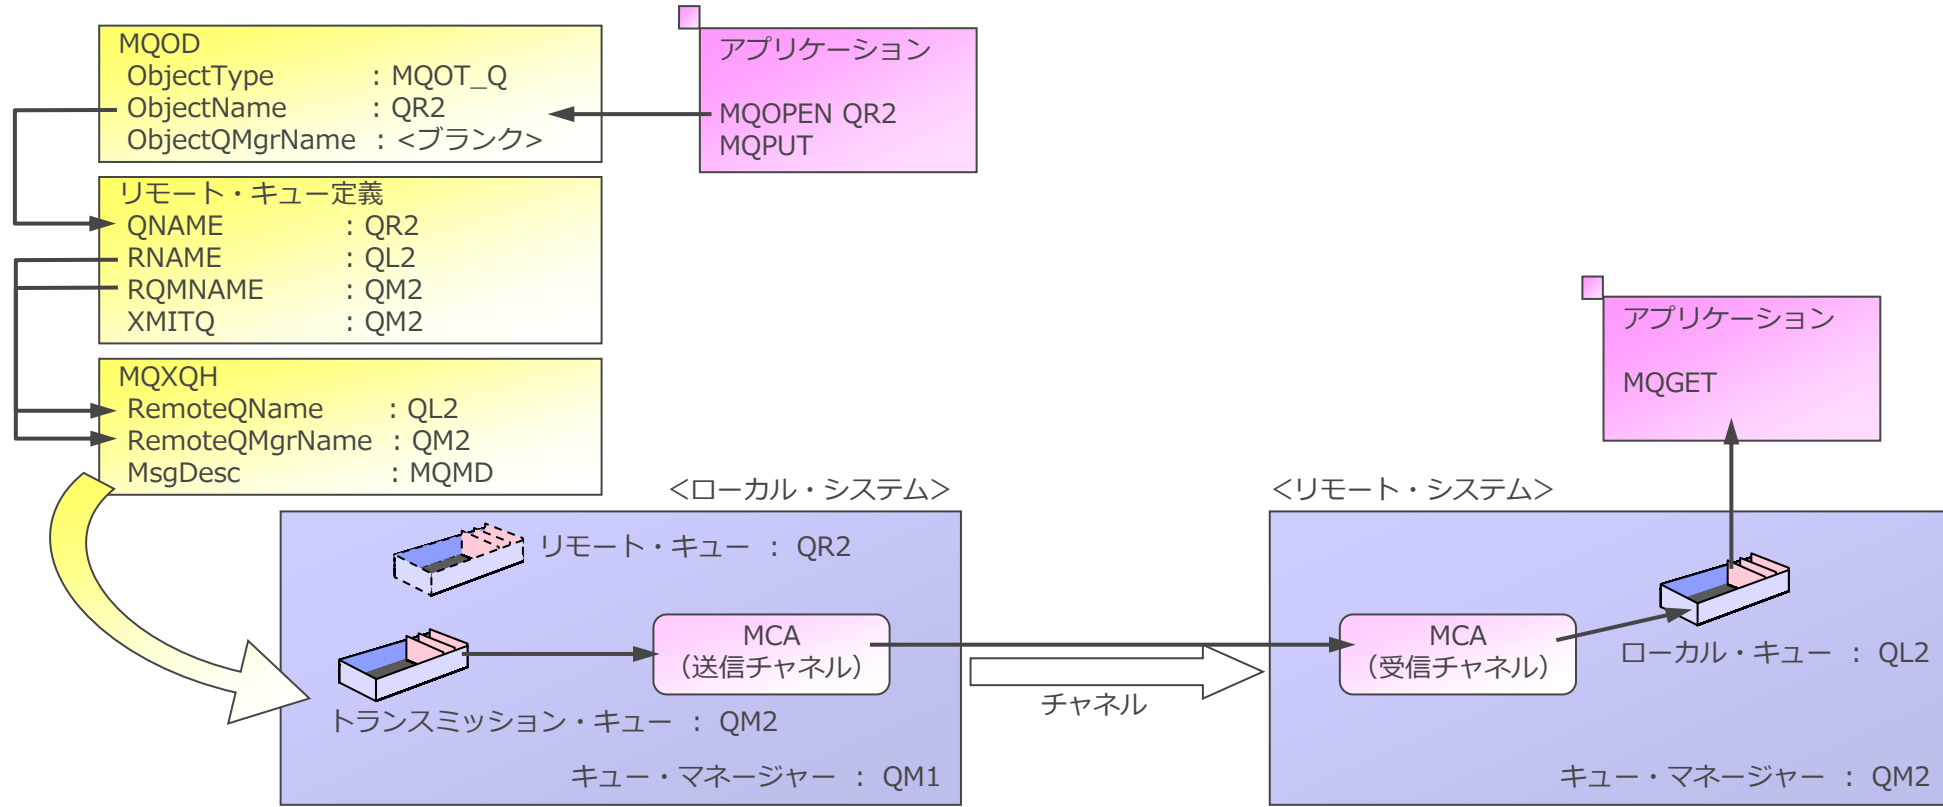 MQOD
ObjectType : MQOT_Q
ObjectName : QR2
ObjectQMgrName : <ブランク>
アプリケーション
MQOPEN QR2
MQPUT
リモート・キュー定義
QNAME : QR2
RNAME : QL2
RQMNAME : QM2
XMITQ : QM2
MQXQH
RemoteQName : QL2
RemoteQMgrName : QM2
MsgDesc : MQMD
アプリケーション
MQGET
<ローカル・システム>
<リモート・システム>
リモート・キュー : QR2
MCA
(送信チャネル)
トランスミッション・キュー : QM2
キュー・マネージャー : QM1
チャネル
MCA
(受信チャネル)
ローカル・キュー : QL2
キュー・マネージャー : QM2